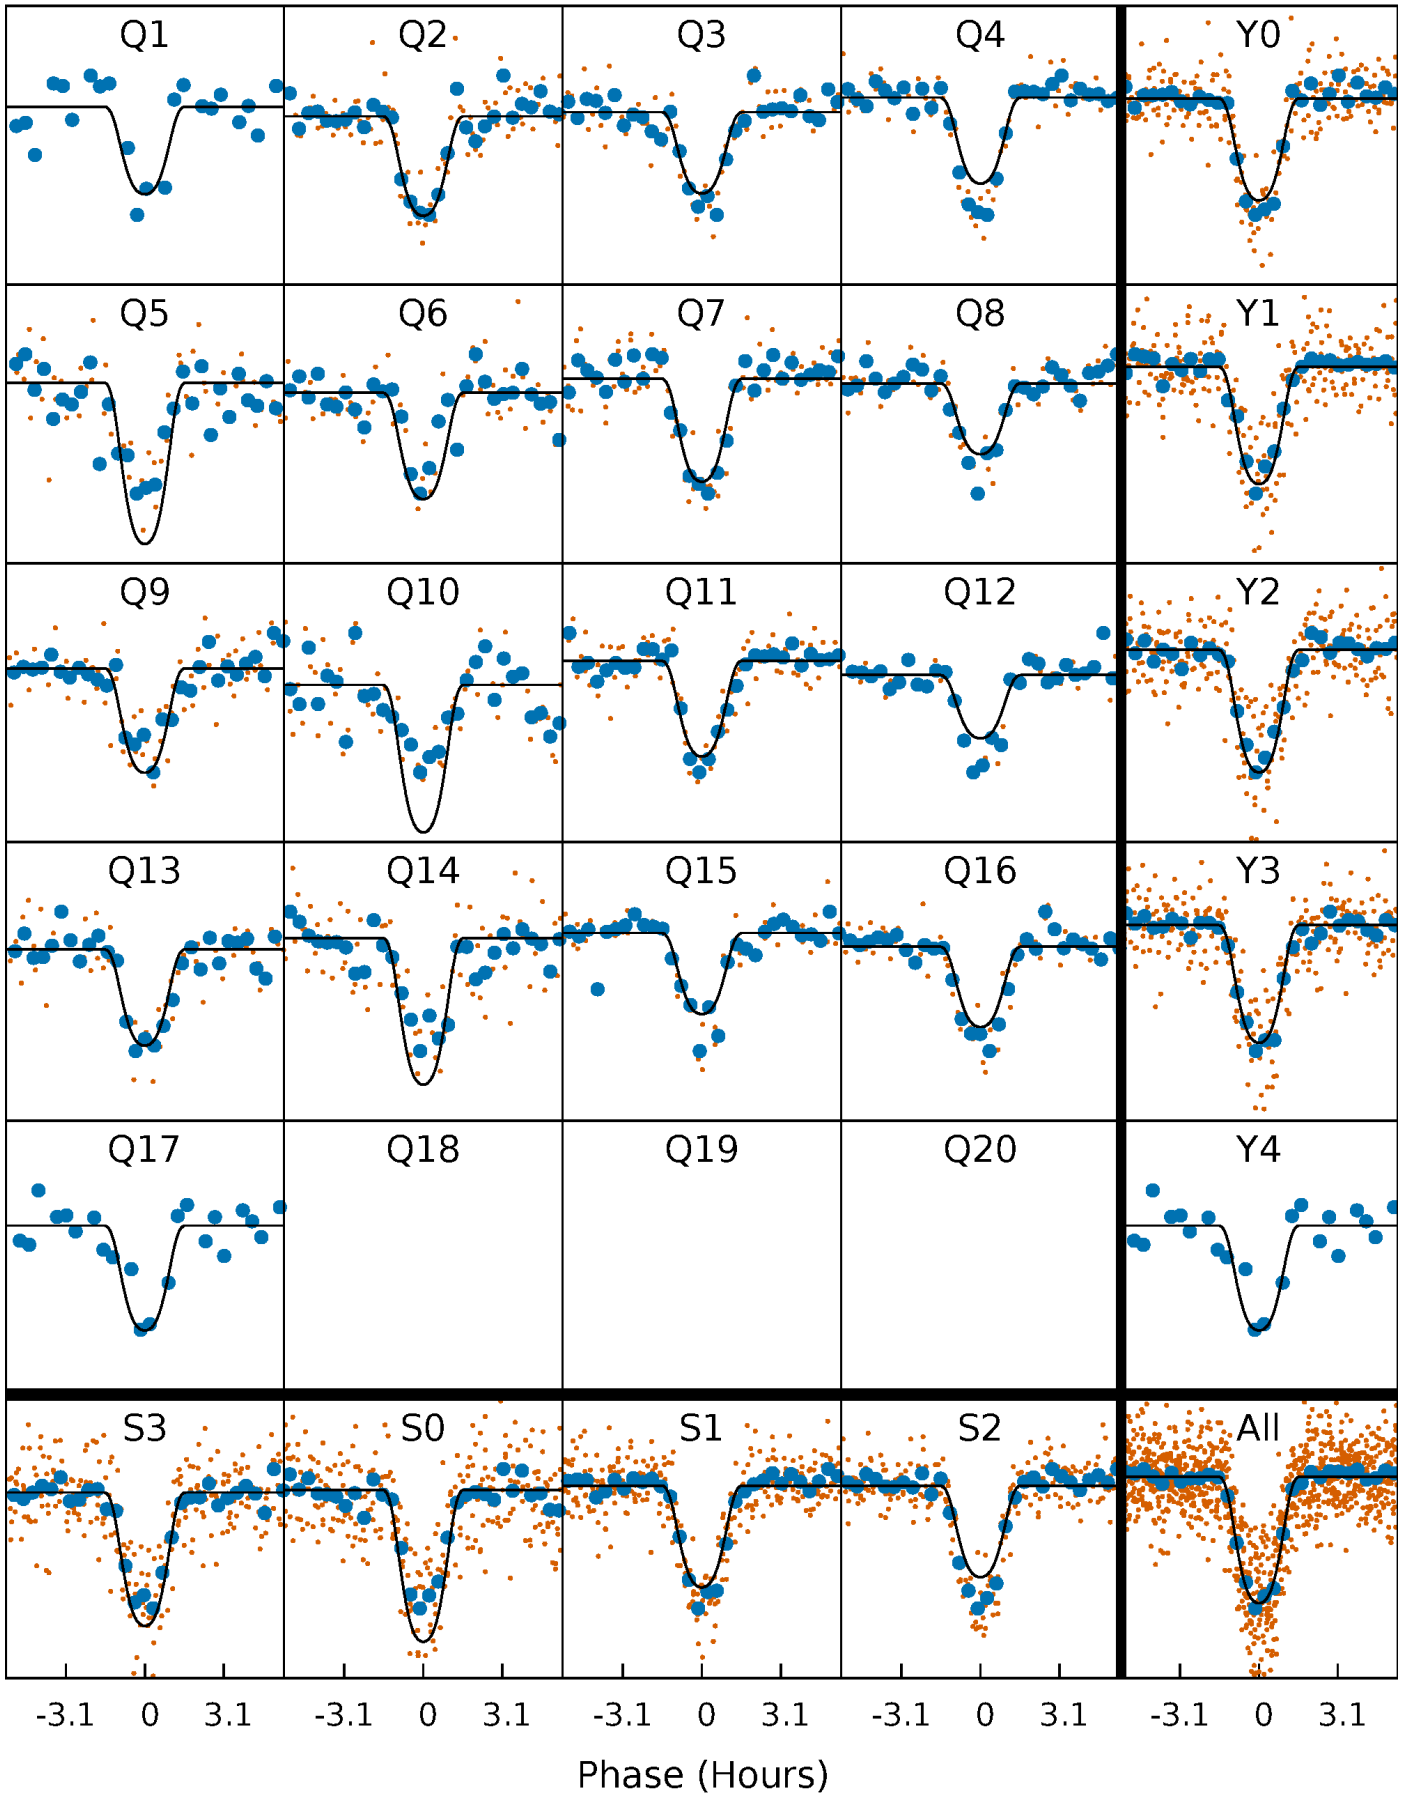 Q1 Q2 Q3 Q4 Y0
Q5 Q6 Q7 Q8 Y1
Q9 Q10 Q11 Q12 Y2
Q13 Q14 Q15 Q16 Y3
Q17 Q18 Q19 Q20 Y4
S3 S0 S1 S2 All
-3.1 0 3.1 -3.1 0 3.1 -3.1 0 3.1 -3.1 0 3.1 -3.1 0 3.1
Phase (Hours)